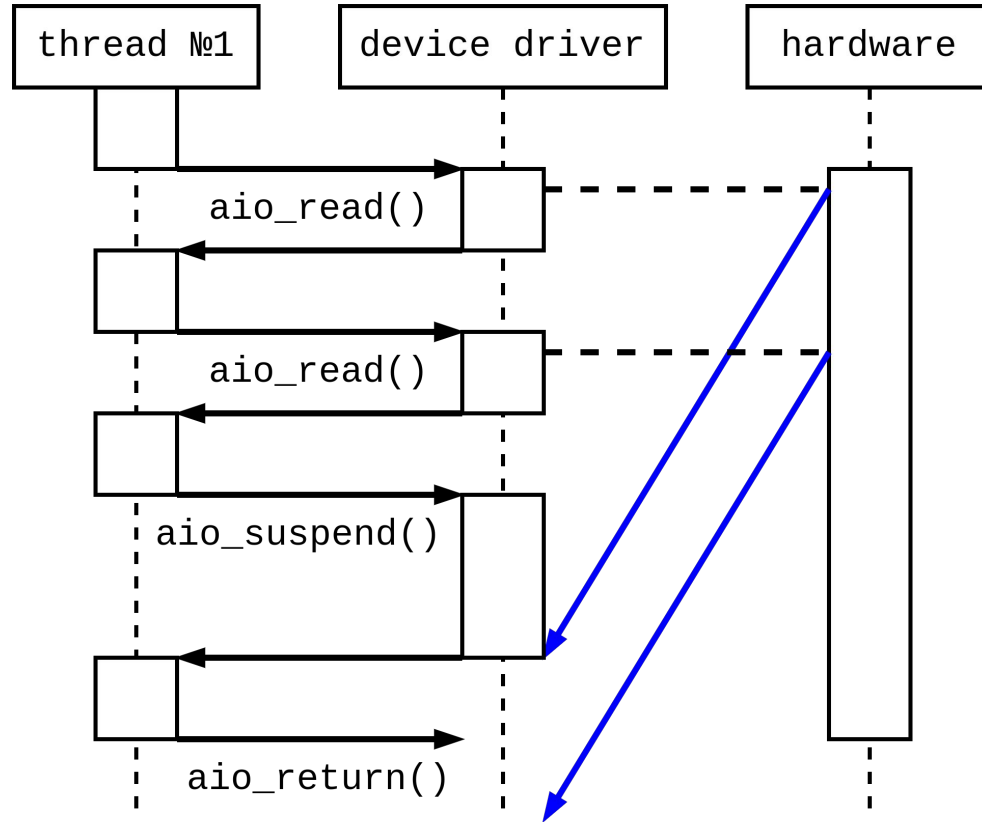 thread №1
device driver
hardware
aio_read()
aio_read()
aio_suspend()
aio_return()